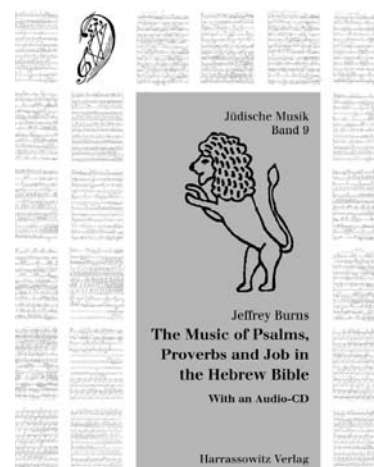 Jüdische Musik
Band 9
Jeffrey Burns
The Music of Psalms,
Proverbs and Job in
the Hebrew Bible
With an Audio-CD
Harrassowitz Verlag